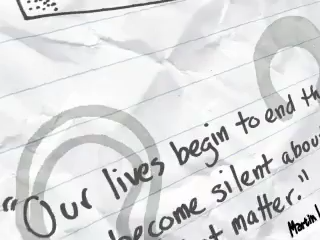 "Our lives begin to end th
become silent abou
t matter."
Martin